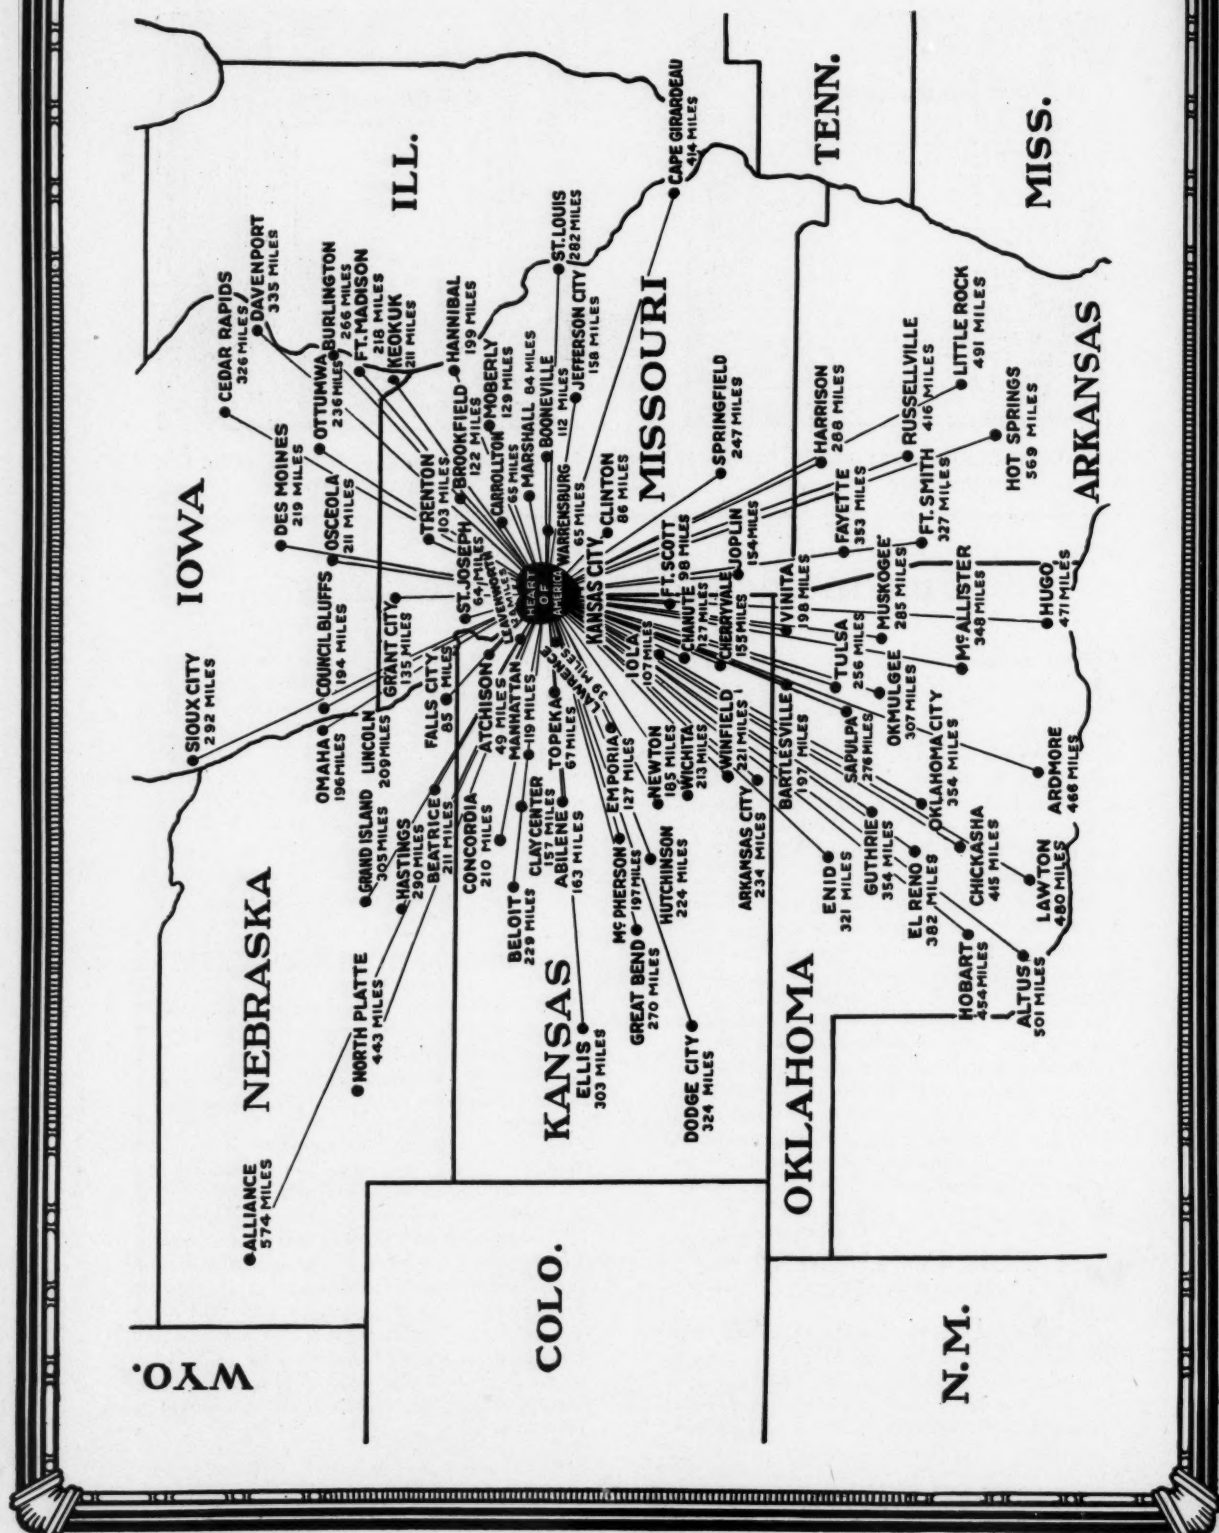 WYO.
NEBRASKA
IOWA
ILL.
COLO.
KANSAS
MISSOURI
TENN.
MISS.
N.M.
OKLAHOMA
ARKANSAS
HEART
OF
AMERICA
KANSAS CITY
ALLIANCE
574 MILES
NORTH PLATTE
443 MILES
GRAND ISLAND
305 MILES
HASTINGS
290 MILES
BEATRICE
211 MILES
LINCOLN
209 MILES
OMAHA
196 MILES
FALLS CITY
85 MILES
SIOUX CITY
292 MILES
COUNCIL BLUFFS
194 MILES
DES MOINES
219 MILES
OSCEOLA
211 MILES
CEDAR RAPIDS
326 MILES
DAVENPORT
335 MILES
OTTUMWA
236 MILES
BURLINGTON
266 MILES
FT. MADISON
218 MILES
KEOKUK
211 MILES
GRANT CITY
135 MILES
TRENTON
103 MILES
ST. JOSEPH
64 MILES
BROOKFIELD
122 MILES
HANNIBAL
199 MILES
MOBERLY
129 MILES
CARROLLTON
65 MILES
MARSHALL 84 MILES
BOONEVILLE
112 MILES
ST. LOUIS
282 MILES
JEFFERSON CITY
158 MILES
WARRENSBURG
65 MILES
CLINTON
86 MILES
CAPE GIRARDEAU
414 MILES
SPRINGFIELD
247 MILES
JOPLIN
154 MILES
LEAVENWORTH
28 MILES
ATCHISON
49 MILES
MANHATTAN
119 MILES
CONCORDIA
210 MILES
BELOIT
229 MILES
CLAY CENTER
157 MILES
ABILENE
163 MILES
TOPEKA
67 MILES
LAWRENCE
39 MILES
ELLIS
303 MILES
EMPORIA
127 MILES
McPHERSON
197 MILES
GREAT BEND
270 MILES
HUTCHINSON
224 MILES
NEWTON
185 MILES
WICHITA
213 MILES
DODGE CITY
324 MILES
WINFIELD
221 MILES
ARKANSAS CITY
234 MILES
IOLA
107 MILES
FT. SCOTT
98 MILES
CHANUTE
127 MILES
CHERRYVALE
155 MILES
BARTLESVILLE
197 MILES
VINITA
198 MILES
TULSA
256 MILES
MUSKOGEE
285 MILES
SAPULPA
276 MILES
OKMULGEE
307 MILES
McALLISTER
348 MILES
HUGO
471 MILES
ENID
321 MILES
GUTHRIE
354 MILES
OKLAHOMA CITY
354 MILES
EL RENO
382 MILES
CHICKASHA
415 MILES
ARDMORE
466 MILES
LAWTON
480 MILES
HOBART
454 MILES
ALTUS
501 MILES
HARRISON
288 MILES
FAYETTE
353 MILES
FT. SMITH
327 MILES
RUSSELLVILLE
416 MILES
LITTLE ROCK
491 MILES
HOT SPRINGS
569 MILES